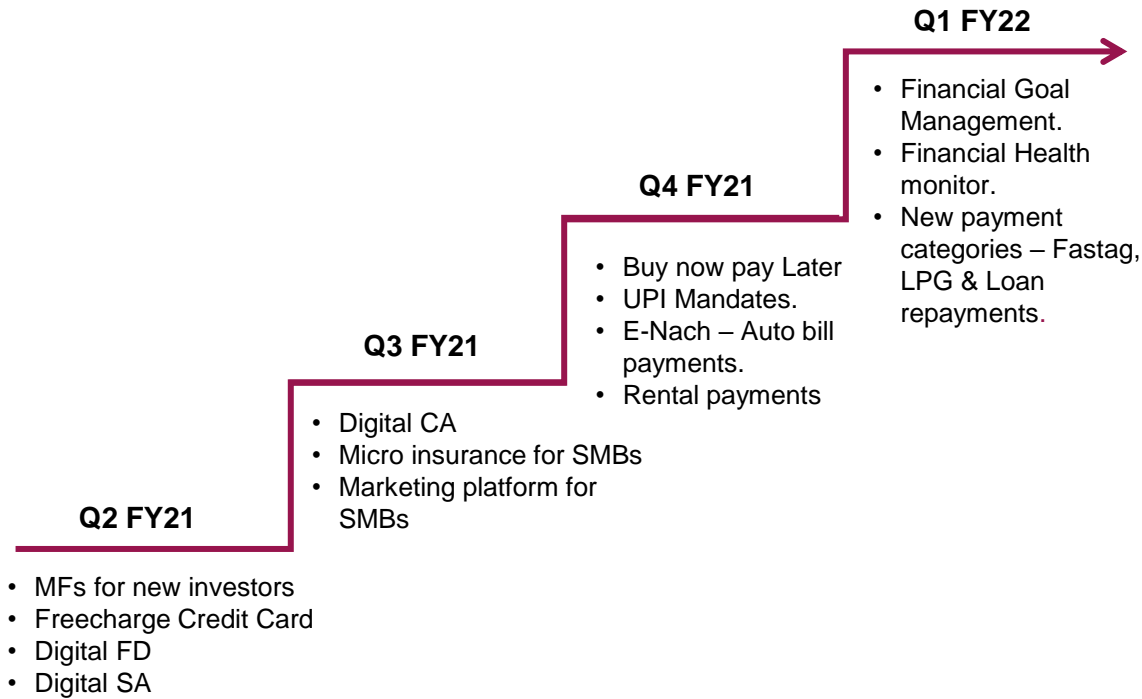 Q1 FY22
• Financial Goal
Management.
• Financial Health
monitor.
• New payment
categories – Fastag,
LPG & Loan
repayments.
Q4 FY21
• Buy now pay Later
• UPI Mandates.
• E-Nach – Auto bill
payments.
• Rental payments
Q3 FY21
• Digital CA
• Micro insurance for SMBs
• Marketing platform for
SMBs
Q2 FY21
• MFs for new investors
• Freecharge Credit Card
• Digital FD
• Digital SA